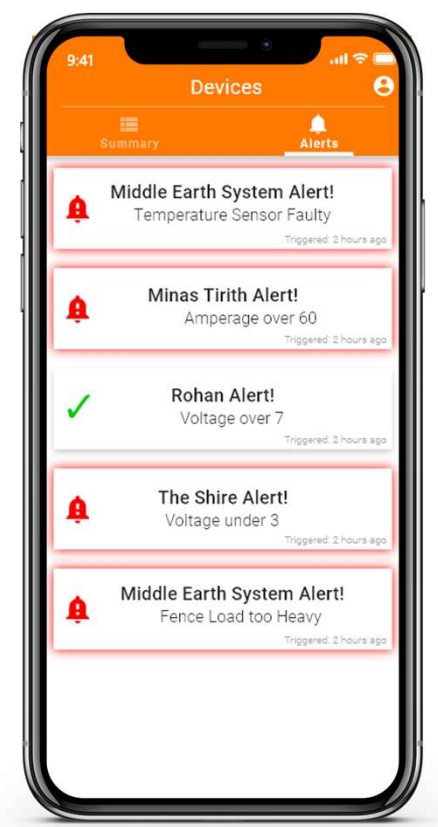 9:41
Devices
Summary
Alerts
Middle Earth System Alert!
Temperature Sensor Faulty
Triggered: 2 hours ago
Minas Tirith Alert!
Amperage over 60
Triggered: 2 hours ago
Rohan Alert!
Voltage over 7
Triggered: 2 hours ago
The Shire Alert!
Voltage under 3
Triggered: 2 hours ago
Middle Earth System Alert!
Fence Load too Heavy
Triggered: 2 hours ago